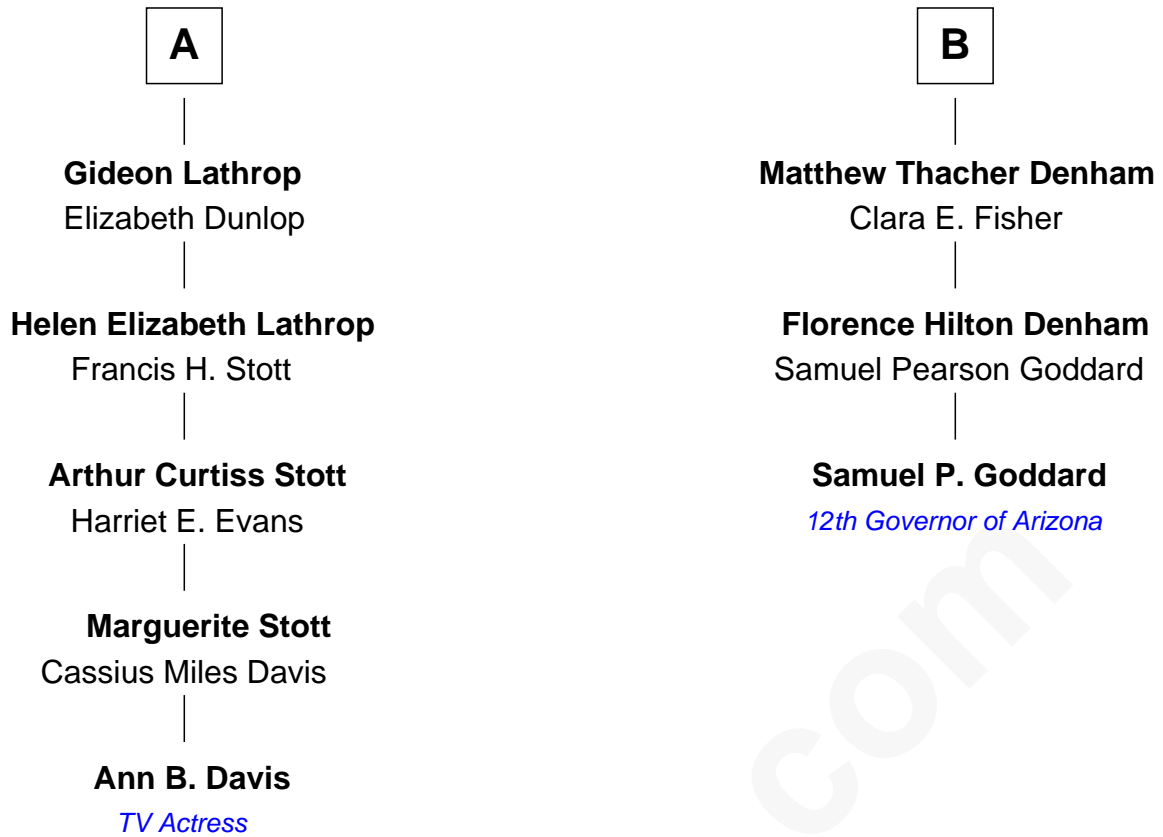 A
Gideon Lathrop
Elizabeth Dunlop
Helen Elizabeth Lathrop
Francis H. Stott
Arthur Curtiss Stott
Harriet E. Evans
Marguerite Stott
Cassius Miles Davis
Ann B. Davis
TV Actress
B
Matthew Thacher Denham
Clara E. Fisher
Florence Hilton Denham
Samuel Pearson Goddard
Samuel P. Goddard
12th Governor of Arizona
com